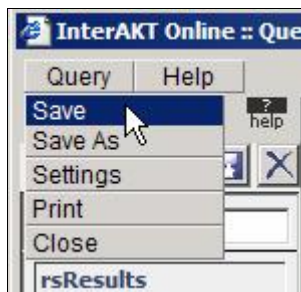 InterAKT Online :: Que
Query Help
Save
? help
Save As
Settings
Print
Close
rsResults